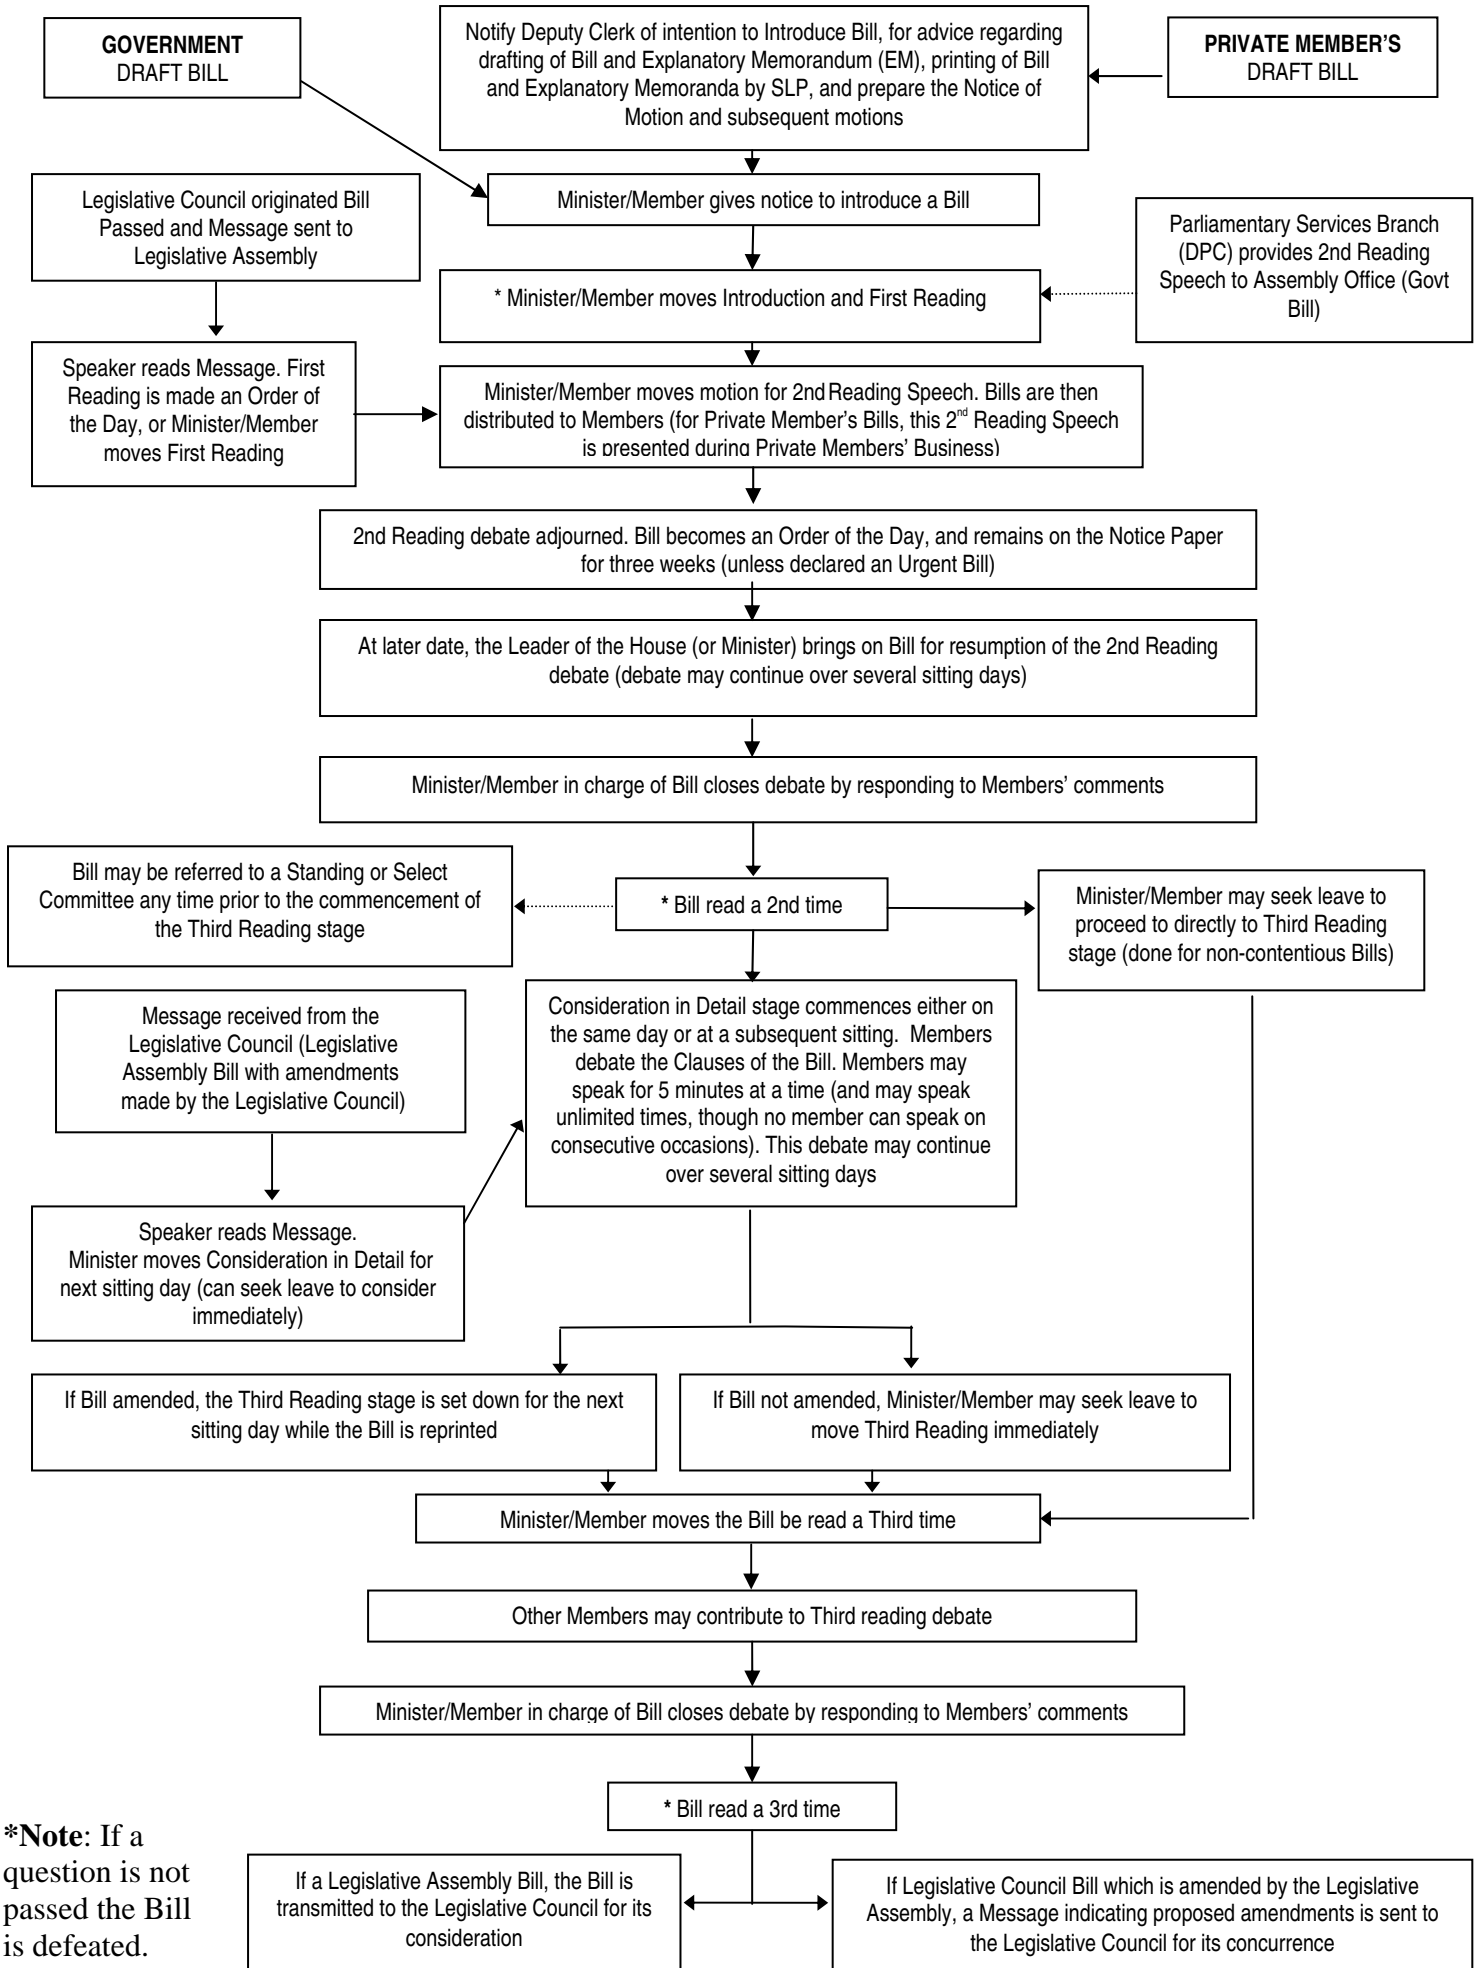 GOVERNMENT
DRAFT BILL
Notify Deputy Clerk of intention to Introduce Bill, for advice regarding
drafting of Bill and Explanatory Memorandum (EM), printing of Bill
and Explanatory Memoranda by SLP, and prepare the Notice of
Motion and subsequent motions
PRIVATE MEMBER'S
DRAFT BILL
Legislative Council originated Bill
Passed and Message sent to
Legislative Assembly
Minister/Member gives notice to introduce a Bill
Parliamentary Services Branch
(DPC) provides 2nd Reading
Speech to Assembly Office (Govt
Bill)
* Minister/Member moves Introduction and First Reading
Speaker reads Message. First
Reading is made an Order of
the Day, or Minister/Member
moves First Reading
Minister/Member moves motion for 2nd Reading Speech. Bills are then
distributed to Members (for Private Member's Bills, this 2nd Reading Speech
is presented during Private Members' Business)
2nd Reading debate adjourned. Bill becomes an Order of the Day, and remains on the Notice Paper
for three weeks (unless declared an Urgent Bill)
At later date, the Leader of the House (or Minister) brings on Bill for resumption of the 2nd Reading
debate (debate may continue over several sitting days)
Minister/Member in charge of Bill closes debate by responding to Members' comments
Bill may be referred to a Standing or Select
Committee any time prior to the commencement of
the Third Reading stage
* Bill read a 2nd time
Minister/Member may seek leave to
proceed to directly to Third Reading
stage (done for non-contentious Bills)
Message received from the
Legislative Council (Legislative
Assembly Bill with amendments
made by the Legislative Council)
Consideration in Detail stage commences either on
the same day or at a subsequent sitting. Members
debate the Clauses of the Bill. Members may
speak for 5 minutes at a time (and may speak
unlimited times, though no member can speak on
consecutive occasions). This debate may continue
over several sitting days
Speaker reads Message.
Minister moves Consideration in Detail for
next sitting day (can seek leave to consider
immediately)
If Bill amended, the Third Reading stage is set down for the next
sitting day while the Bill is reprinted
If Bill not amended, Minister/Member may seek leave to
move Third Reading immediately
Minister/Member moves the Bill be read a Third time
Other Members may contribute to Third reading debate
Minister/Member in charge of Bill closes debate by responding to Members' comments
* Bill read a 3rd time
*Note: If a
question is not
passed the Bill
is defeated.
If a Legislative Assembly Bill, the Bill is
transmitted to the Legislative Council for its
consideration
If Legislative Council Bill which is amended by the Legislative
Assembly, a Message indicating proposed amendments is sent to
the Legislative Council for its concurrence